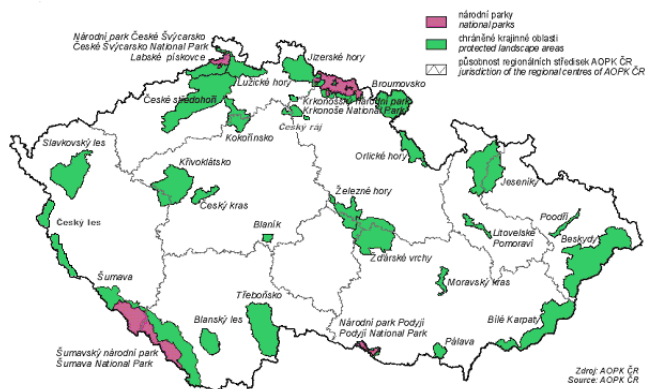 národní parky
national parks
chráněné krajinné oblasti
protected landscape areas
působnost regionálních středisek AOPK ČR
jurisdiction of the regional centres of AOPK ČR
Národní park České Švýcarsko
České Švýcarsko National Park
Labské pískovce
Jizerské hory
Lužické hory
Broumovsko
České středohoří
Krkonošský národní park
Krkonoše National Park
Český ráj
Kokořínsko
Slavkovský les
Křivoklátsko
Orlické hory
Jeseníky
Český kras
Železné hory
Český les
Blaník
Litovelské
Pomoraví
Poodří
Beskydy
Žďárské vrchy
Šumava
Třeboňsko
Moravský kras
Blanský les
Národní park Podyjí
Podyjí National Park
Bílé Karpaty
Pálava
Šumavský národní park
Šumava National Park
Zdroj: AOPK ČR
Source: AOPK ČR